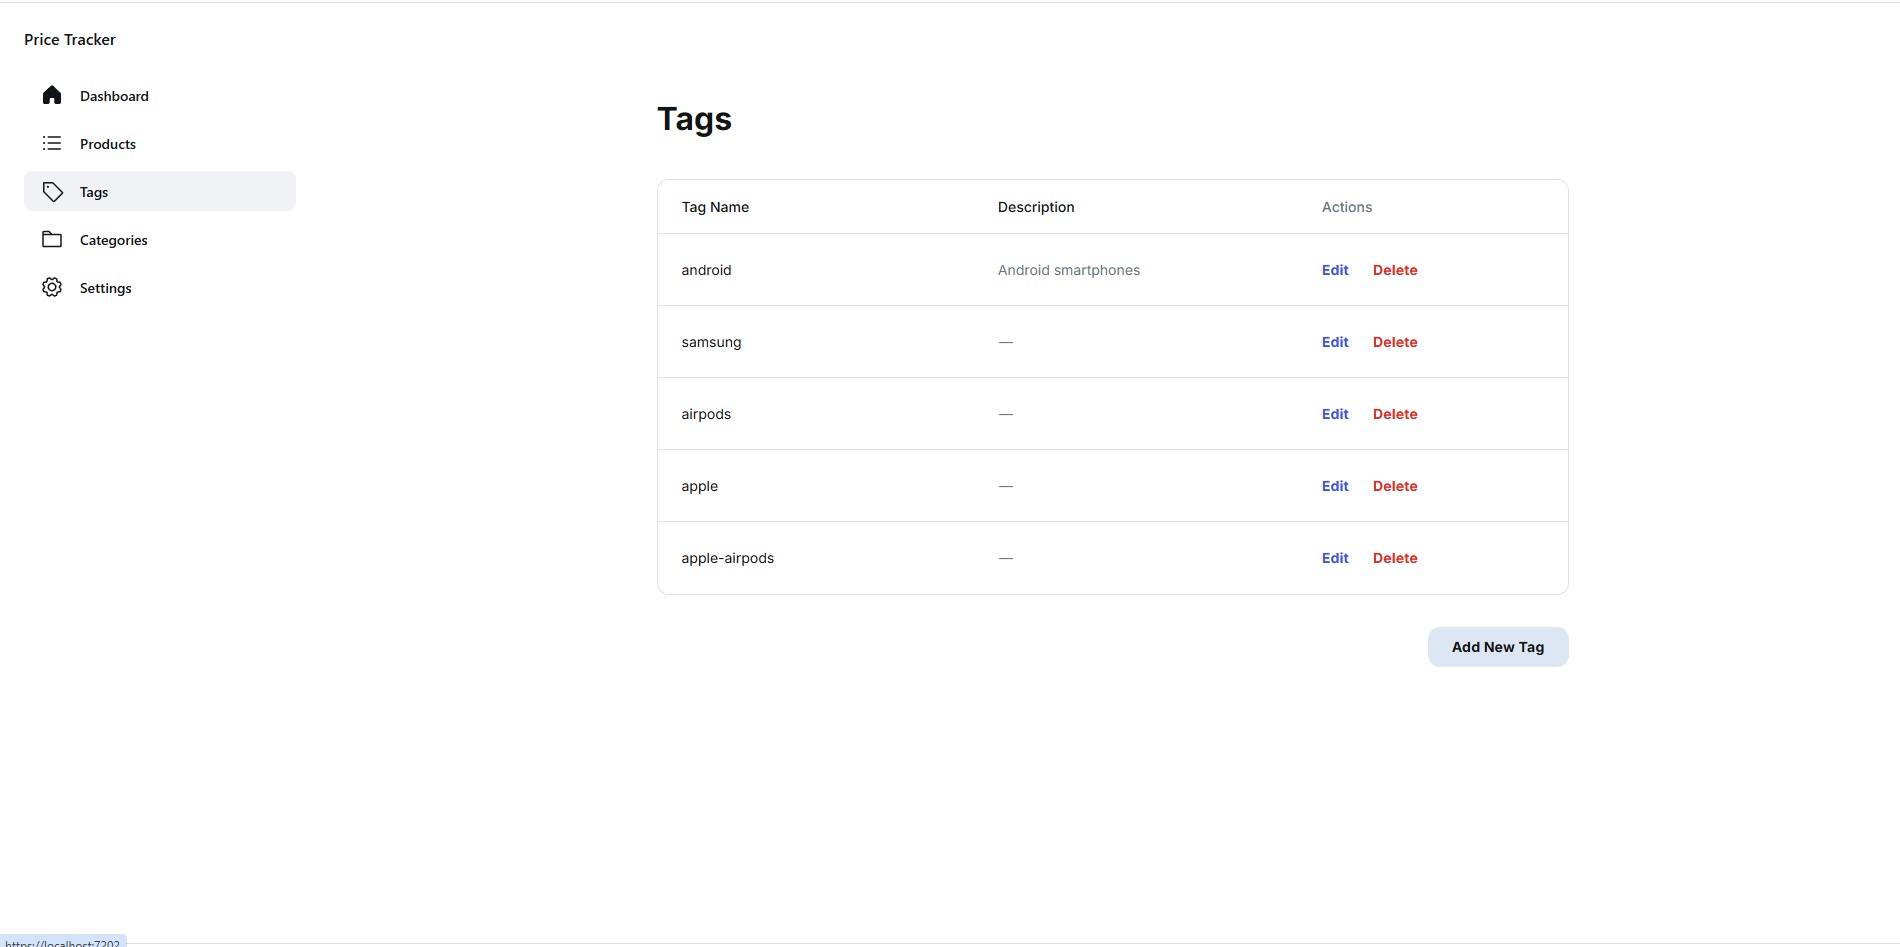 Price Tracker
Dashboard
Products
Tags
Categories
Settings
Tags
Tag Name Description Actions
android Android smartphones Edit Delete
samsung — Edit Delete
airpods — Edit Delete
apple — Edit Delete
apple-airpods — Edit Delete
Add New Tag
https://localhost:7202